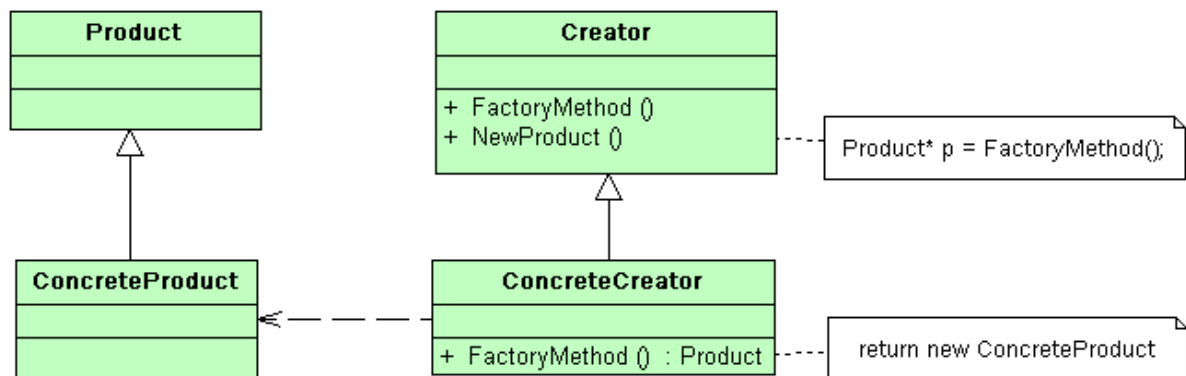 Product
Creator
+ FactoryMethod ()
+ NewProduct ()
Product* p = FactoryMethod();
ConcreteProduct
ConcreteCreator
+ FactoryMethod () : Product
return new ConcreteProduct